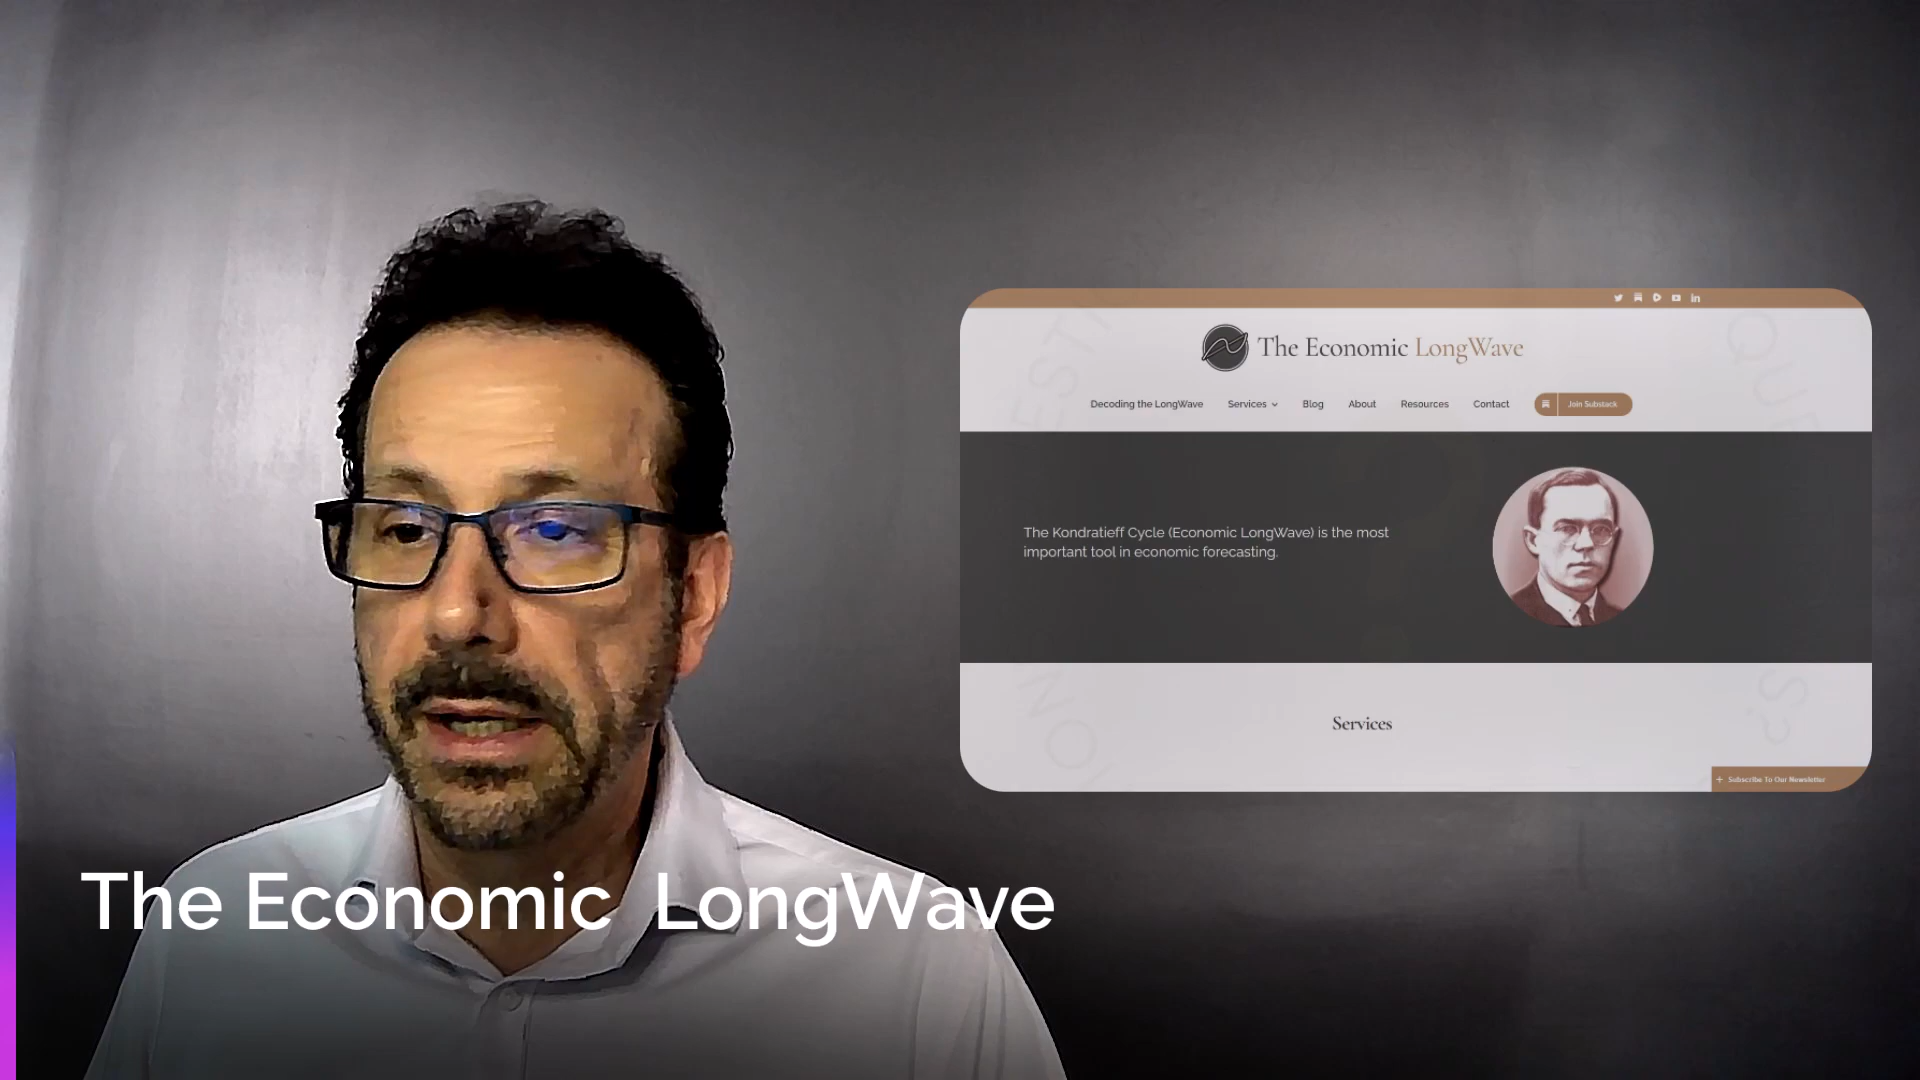 The Economic LongWave
Decoding the LongWave Services Blog About Resources Contact Join Substack
The Kondratieff Cycle (Economic LongWave) is the most
important tool in economic forecasting.
Services
+ Subscribe To Our Newsletter
The Economic LongWave